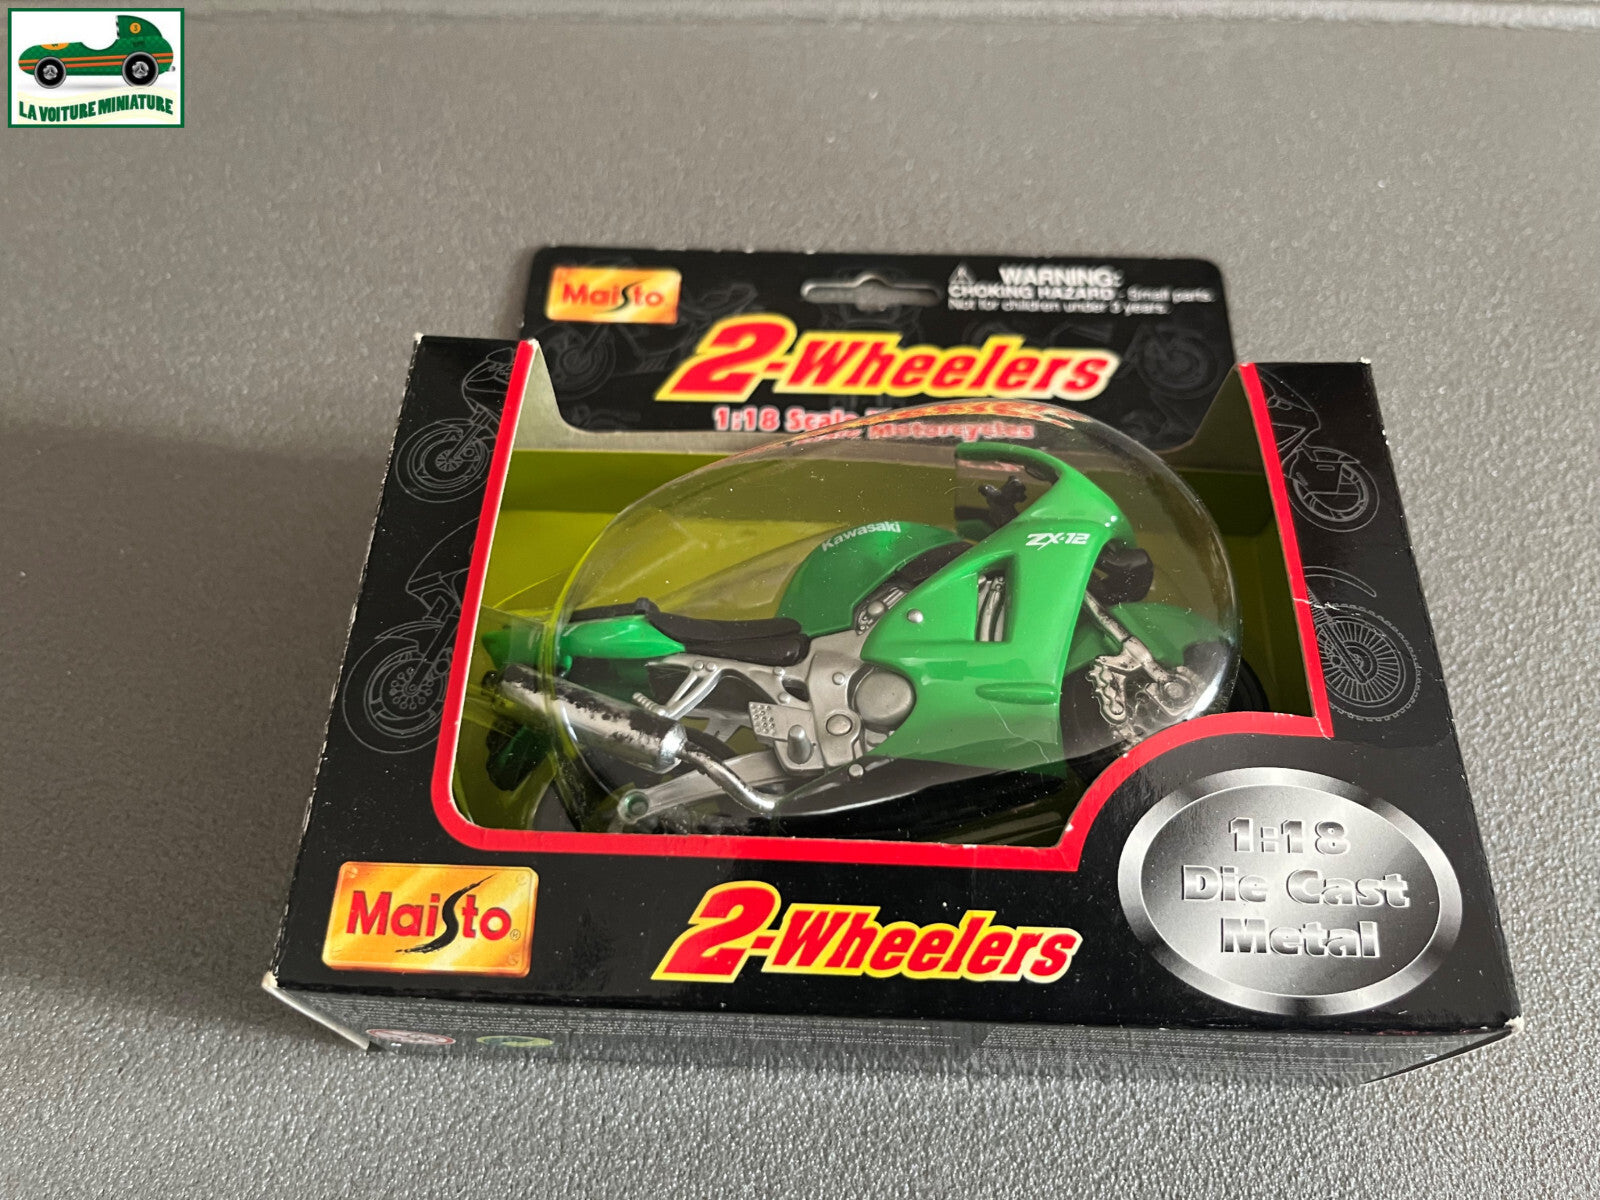 LA VOITURE MINIATURE
Maisto
WARNING:
CHOKING HAZARD - Small parts
Not for children under 3 years.
2-Wheelers
1:18 Scale
Motorcycles
Kawasaki
ZX-12
1:18
Die Cast
Metal
Maisto®
2-Wheelers